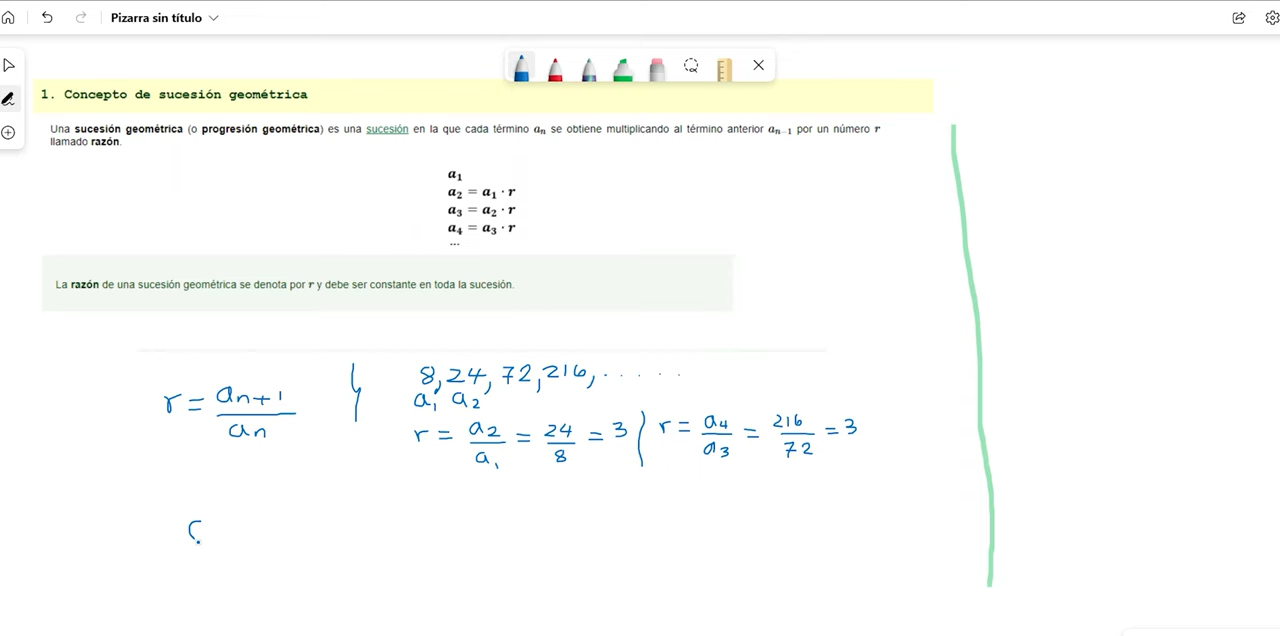 Pizarra sin título
1. Concepto de sucesión geométrica
Una sucesión geométrica (o progresión geométrica) es una sucesión en la que cada término aₙ se obtiene multiplicando al término anterior aₙ₋₁ por un número r
llamado razón.
a₁
a₂ = a₁ · r
a₃ = a₂ · r
a₄ = a₃ · r
...
La razón de una sucesión geométrica se denota por r y debe ser constante en toda la sucesión.
8, 24, 72, 216, . . . . . .
a₁ a₂
r = aₙ₊₁ / aₙ
r = a₂ / a₁ = 24 / 8 = 3 / r = a₄ / a₃ = 216 / 72 = 3